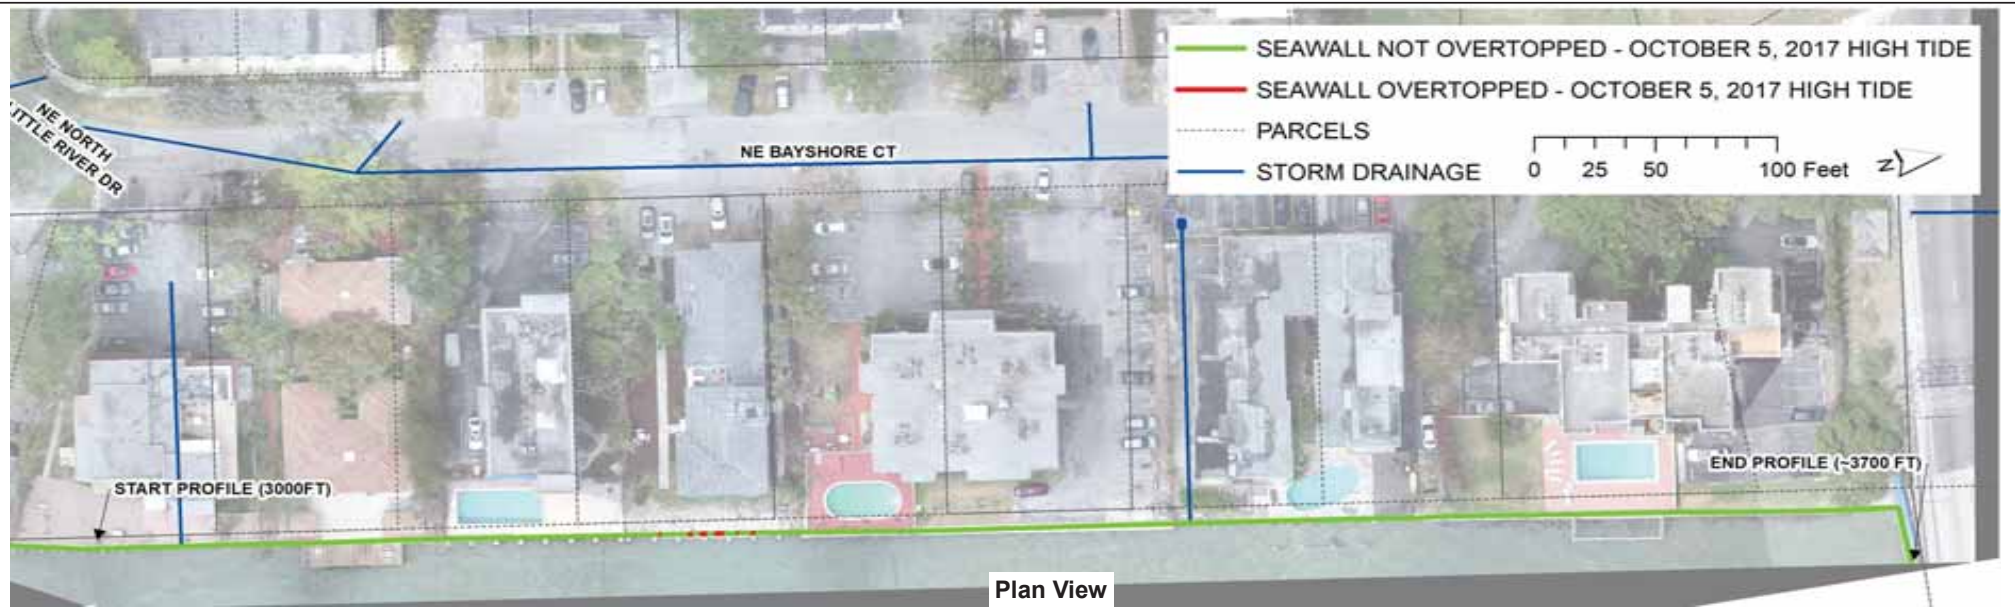 SEAWALL NOT OVERTOPPED - OCTOBER 5, 2017 HIGH TIDE
SEAWALL OVERTOPPED - OCTOBER 5, 2017 HIGH TIDE
PARCELS
STORM DRAINAGE
0 25 50 100 Feet
N
NE NORTH
LITTLE RIVER DR
NE BAYSHORE CT
START PROFILE (3000FT)
END PROFILE (~3700 FT)
Plan View